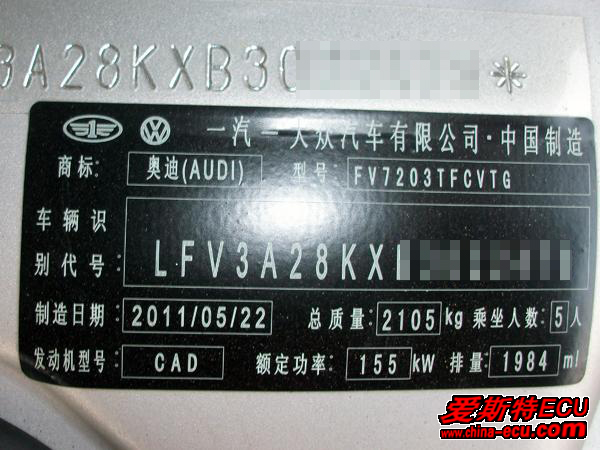 3A28KXB30 *
一汽－大众汽车有限公司·中国制造
商标: 奥迪(AUDI) 型号: FV7203TFCVTG
车辆识别代号: LFV3A28KX
制造日期: 2011/05/22 总质量: 2105 kg 乘坐人数: 5 人
发动机型号: CAD 额定功率: 155 kW 排量: 1984 ml
爱斯特ECU
www.china-ecu.com